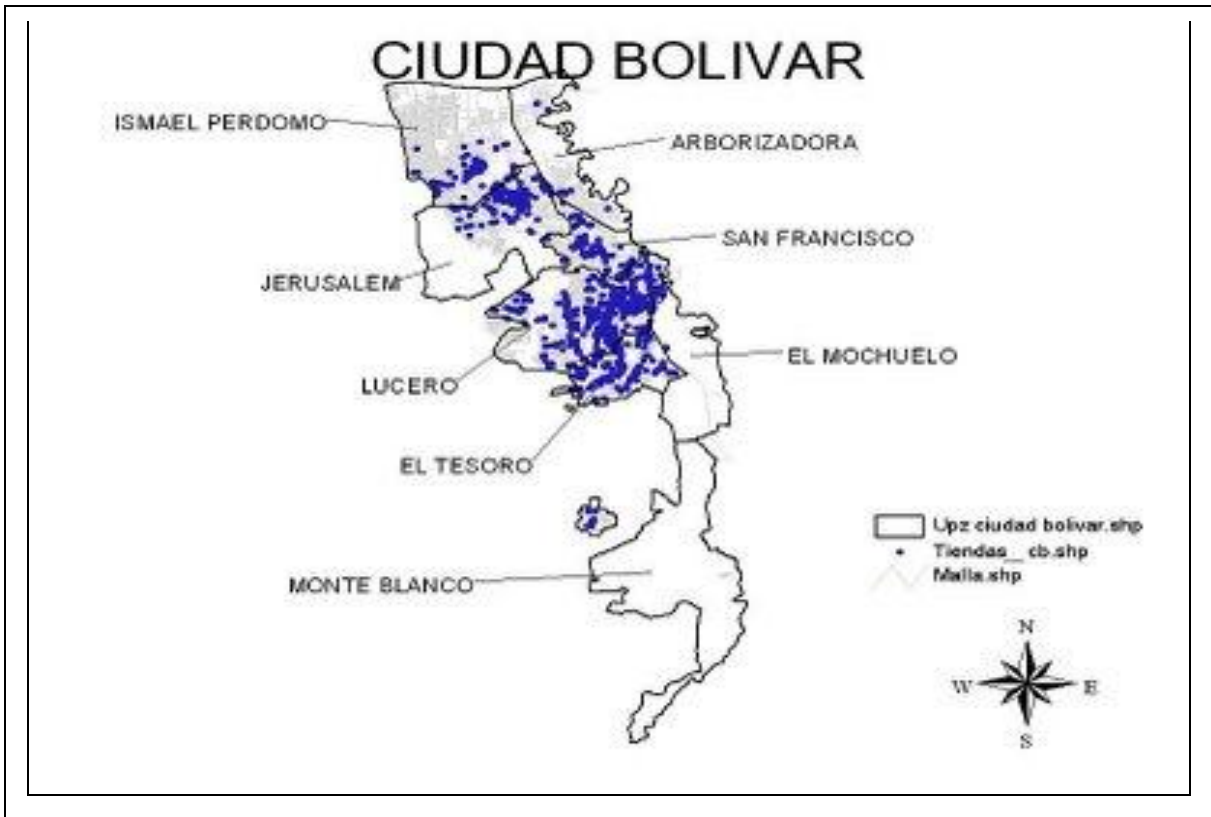 CIUDAD BOLIVAR
ISMAEL PERDOMO
ARBORIZADORA
SAN FRANCISCO
JERUSALEM
EL MOCHUELO
LUCERO
EL TESORO
MONTE BLANCO
Upz ciudad bolivar.shp
Tiendas__ cb.shp
Malla.shp
N
W E
S